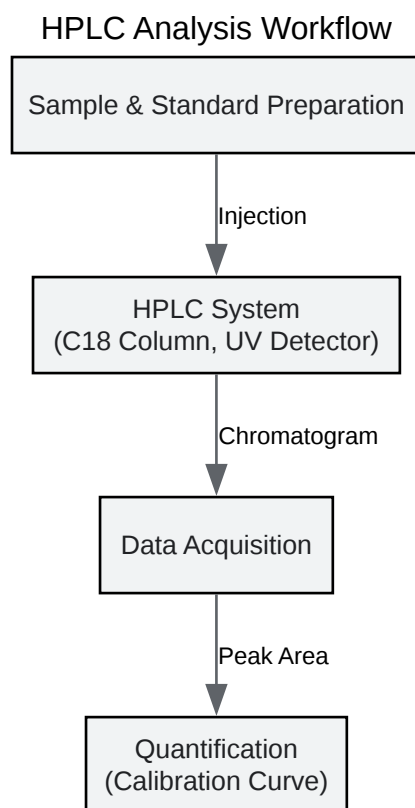 HPLC Analysis Workflow
Sample & Standard Preparation
Injection
HPLC System
(C18 Column, UV Detector)
Chromatogram
Data Acquisition
Peak Area
Quantification
(Calibration Curve)